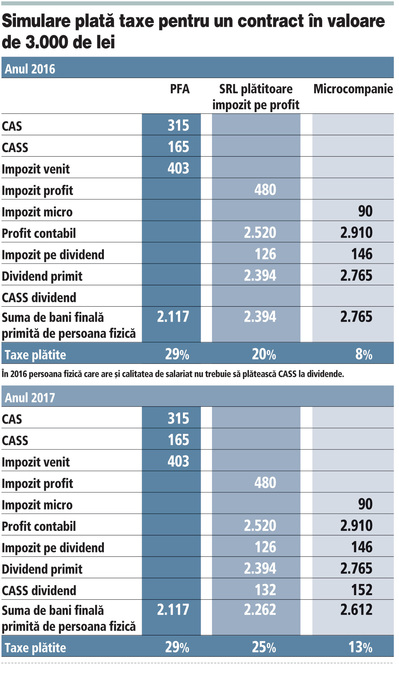 Simulare plată taxe pentru un contract în valoare
de 3.000 de lei
Anul 2016
PFA SRL plătitoare impozit pe profit Microcompanie
CAS 315
CASS 165
Impozit venit 403
Impozit profit 480
Impozit micro 90
Profit contabil 2.520 2.910
Impozit pe dividend 126 146
Dividend primit 2.394 2.765
CASS dividend
Suma de bani finală
primită de persoana fizică 2.117 2.394 2.765
Taxe plătite 29% 20% 8%
În 2016 persoana fizică care are și calitatea de salariat nu trebuie să plătească CASS la dividende.
Anul 2017
CAS 315
CASS 165
Impozit venit 403
Impozit profit 480
Impozit micro 90
Profit contabil 2.520 2.910
Impozit pe dividend 126 146
Dividend primit 2.394 2.765
CASS dividend 132 152
Suma de bani finală
primită de persoana fizică 2.117 2.262 2.612
Taxe plătite 29% 25% 13%